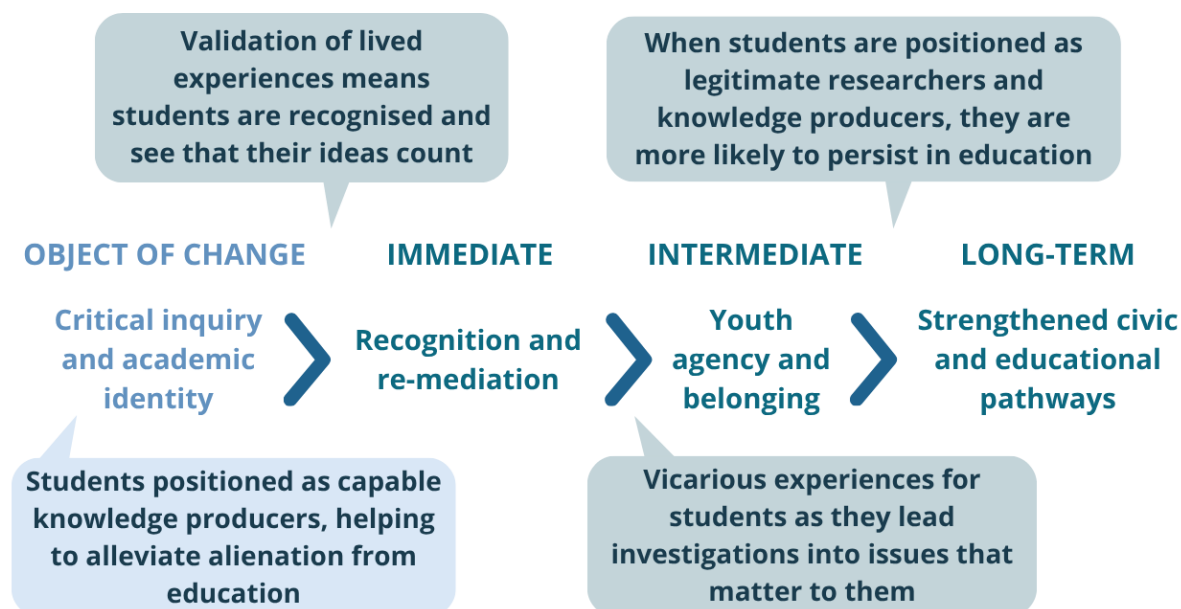 Validation of lived
experiences means
students are recognised and
see that their ideas count
When students are positioned as
legitimate researchers and
knowledge producers, they are
more likely to persist in education
OBJECT OF CHANGE
IMMEDIATE
INTERMEDIATE
LONG-TERM
Critical inquiry
and academic
identity
Recognition and
re-mediation
Youth
agency and
belonging
Strengthened civic
and educational
pathways
Students positioned as capable
knowledge producers, helping
to alleviate alienation from
education
Vicarious experiences for
students as they lead
investigations into issues that
matter to them